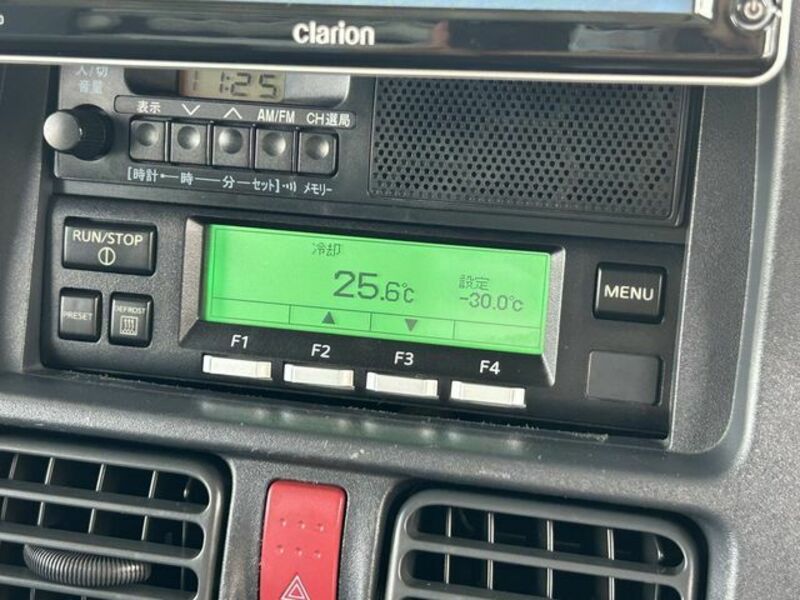 clarion
入/切
音量
11:25
表示 AM/FM CH選局
[時計 時 分 セット] メモリー
RUN/STOP
冷却
25.6℃
設定
-30.0℃
MENU
PRESET
DEFROST
F1 F2 F3 F4